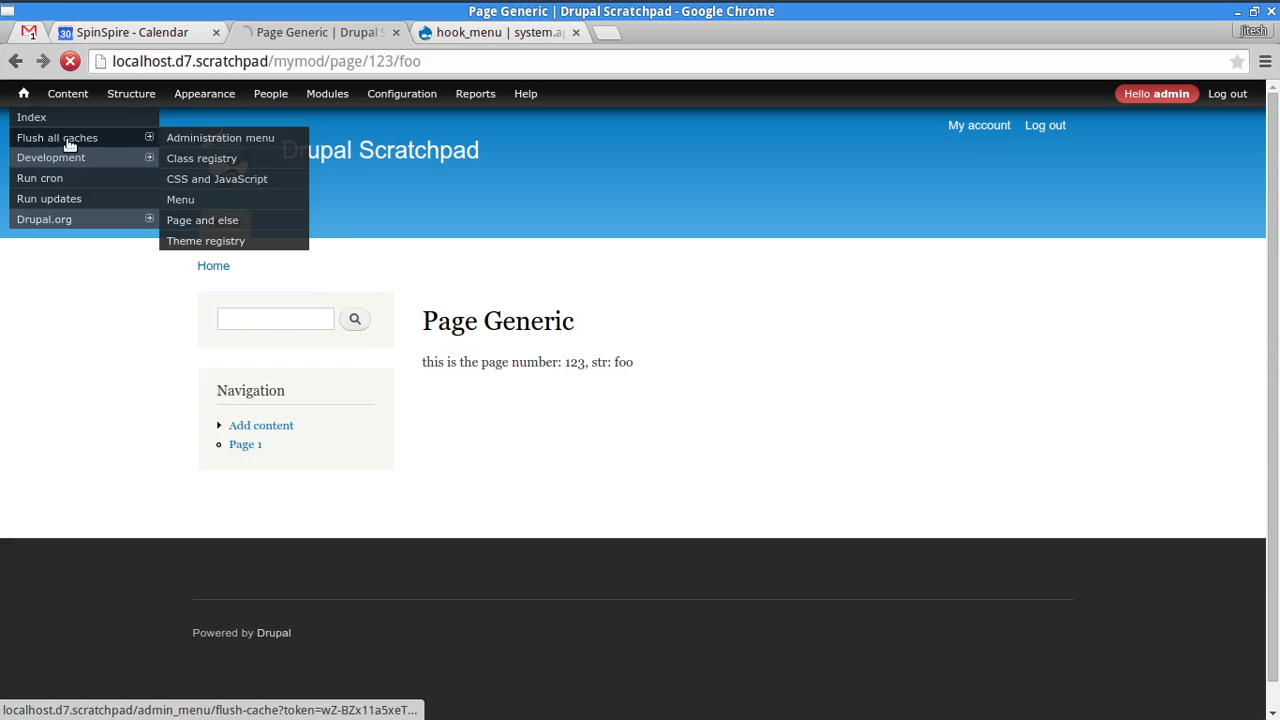 Page Generic | Drupal Scratchpad - Google Chrome
1
30 SpinSpire - Calendar
Page Generic | Drupal S
hook_menu | system.a
jitesh
localhost.d7.scratchpad/mymod/page/123/foo
Content Structure Appearance People Modules Configuration Reports Help
Hello admin Log out
Index
Flush all caches
Development
Run cron
Run updates
Drupal.org
Administration menu
Class registry
CSS and JavaScript
Menu
Page and else
Theme registry
My account Log out
Drupal Scratchpad
Home
Navigation
Add content
Page 1
Page Generic
this is the page number: 123, str: foo
Powered by Drupal
localhost.d7.scratchpad/admin_menu/flush-cache?token=wZ-BZx11a5xeT...